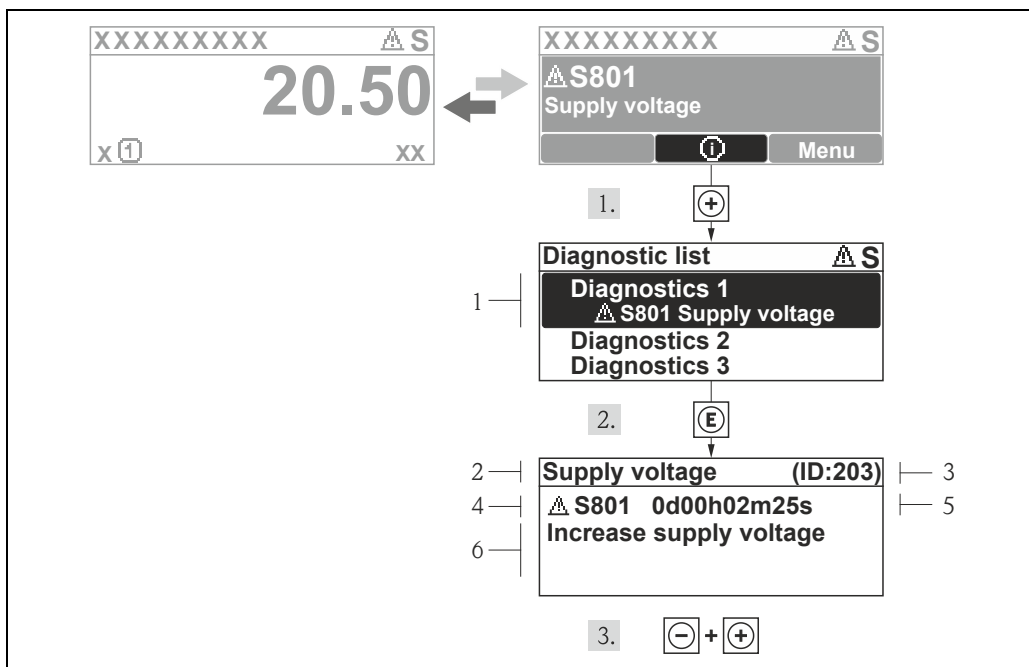 XXXXXXXXX ⚠ S
20.50
x 1 xx
XXXXXXXXX ⚠ S
⚠ S801
Supply voltage
i Menu
1. +
Diagnostic list ⚠ S
1 Diagnostics 1
⚠ S801 Supply voltage
Diagnostics 2
Diagnostics 3
2. E
2 Supply voltage (ID:203) 3
4 ⚠ S801 0d00h02m25s 5
6 Increase supply voltage
3. - + +